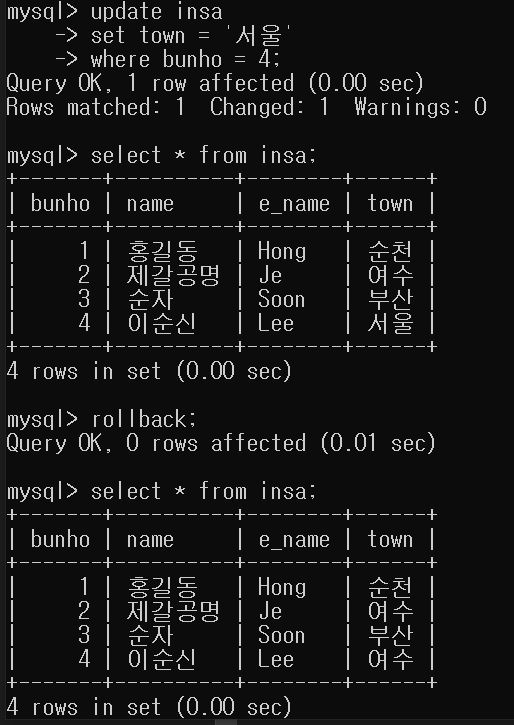 mysql> update insa
    -> set town = '서울'
    -> where bunho = 4;
Query OK, 1 row affected (0.00 sec)
Rows matched: 1  Changed: 1  Warnings: 0
mysql> select * from insa;
+-------+----------+--------+------+
| bunho | name     | e_name | town |
+-------+----------+--------+------+
|     1 | 홍길동   | Hong   | 순천 |
|     2 | 제갈공명 | Je     | 여수 |
|     3 | 순자     | Soon   | 부산 |
|     4 | 이순신   | Lee    | 서울 |
+-------+----------+--------+------+
4 rows in set (0.00 sec)
mysql> rollback;
Query OK, 0 rows affected (0.01 sec)
mysql> select * from insa;
+-------+----------+--------+------+
| bunho | name     | e_name | town |
+-------+----------+--------+------+
|     1 | 홍길동   | Hong   | 순천 |
|     2 | 제갈공명 | Je     | 여수 |
|     3 | 순자     | Soon   | 부산 |
|     4 | 이순신   | Lee    | 여수 |
+-------+----------+--------+------+
4 rows in set (0.00 sec)